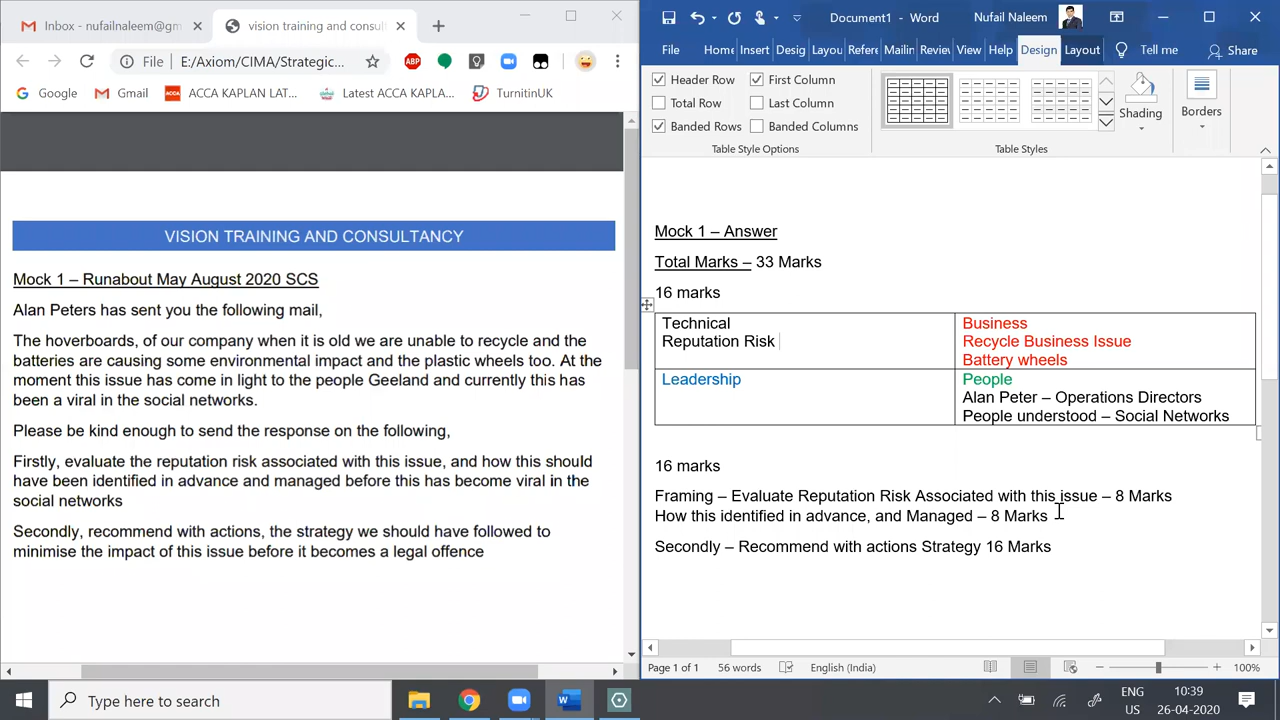 Inbox - nufailnaleem@gm
vision training and consult
File
E:/Axiom/CIMA/Strategic...
ABP
Google
Gmail
ACCA
ACCA KAPLAN LAT...
Latest ACCA KAPLA...
TurnitinUK
VISION TRAINING AND CONSULTANCY
Mock 1 – Runabout May August 2020 SCS
Alan Peters has sent you the following mail,
The hoverboards, of our company when it is old we are unable to recycle and the
batteries are causing some environmental impact and the plastic wheels too. At the
moment this issue has come in light to the people Geeland and currently this has
been a viral in the social networks.
Please be kind enough to send the response on the following,
Firstly, evaluate the reputation risk associated with this issue, and how this should
have been identified in advance and managed before this has become viral in the
social networks
Secondly, recommend with actions, the strategy we should have followed to
minimise the impact of this issue before it becomes a legal offence
Document1 - Word
Nufail Naleem
File Home Insert Desig Layou Refere Mailin Review View Help Design Layout Tell me Share
Header Row
First Column
Total Row
Last Column
Banded Rows
Banded Columns
Table Style Options
Table Styles
Shading
Borders
Mock 1 – Answer
Total Marks – 33 Marks
16 marks
Technical
Reputation Risk
Business
Recycle Business Issue
Battery wheels
Leadership
People
Alan Peter – Operations Directors
People understood – Social Networks
16 marks
Framing – Evaluate Reputation Risk Associated with this issue – 8 Marks
How this identified in advance, and Managed – 8 Marks
Secondly – Recommend with actions Strategy 16 Marks
Page 1 of 1
56 words
English (India)
100%
Type here to search
ENG
US
10:39
26-04-2020